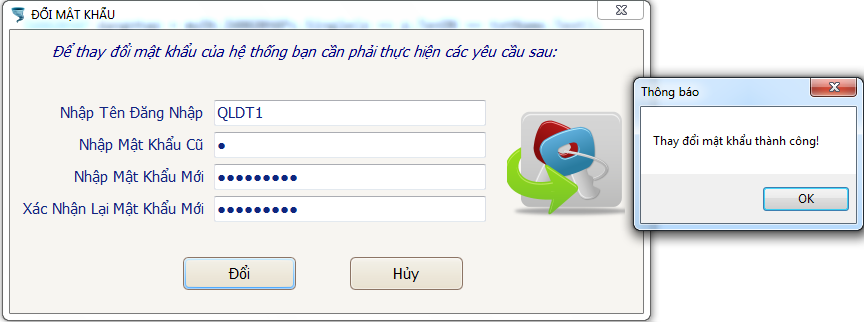 ĐỔI MẬT KHẨU
Để thay đổi mật khẩu của hệ thống bạn cần phải thực hiện các yêu cầu sau:
Nhập Tên Đăng Nhập QLDT1
Nhập Mật Khẩu Cũ ●
Nhập Mật Khẩu Mới ●●●●●●●●●
Xác Nhận Lại Mật Khẩu Mới ●●●●●●●●●
Đổi Hủy
Thông báo
Thay đổi mật khẩu thành công!
OK